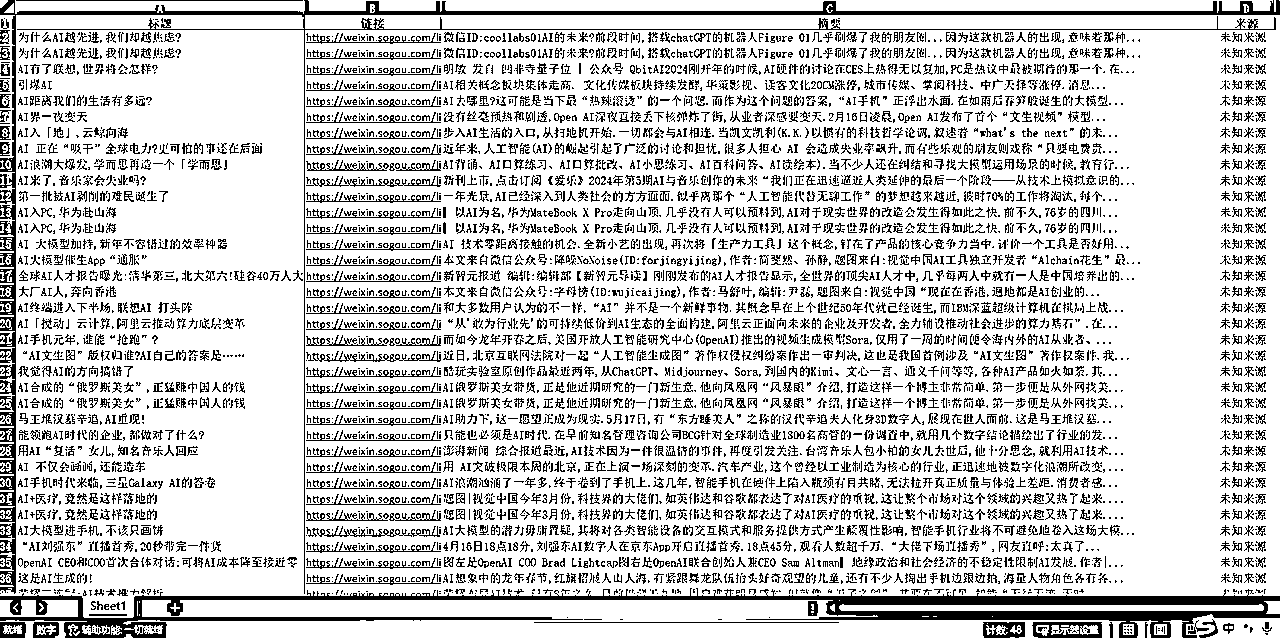 A B C D
1 标题 链接 摘要 来源
2 为什么AI越先进,我们却越焦虑? https://weixin.sogou.com/li 微信ID:coollabs01AI的未来?前段时间,搭载chatGPT的机器人Figure 01几乎刷爆了我的朋友圈...因为这款机器人的出现,意味着那种... 未知来源
3 为什么AI越先进,我们却越焦虑? https://weixin.sogou.com/li 微信ID:coollabs01AI的未来?前段时间,搭载chatGPT的机器人Figure 01几乎刷爆了我的朋友圈...因为这款机器人的出现,意味着那种... 未知来源
4 AI有了联想,世界将会怎样? https://weixin.sogou.com/li 明敏 发自 凹非寺量子位 | 公众号 QbitAI2024刚开年的时候,AI硬件的讨论在CES上热得无以复加,PC是热议中最被期待的那一个.在... 未知来源
5 引爆AI https://weixin.sogou.com/li AI相关概念板块集体走高. 文化传媒板块持续发酵,华策影视、读客文化20CM涨停,城市传媒、掌阅科技、中广天择等涨停.消息... 未知来源
6 AI距离我们的生活有多远? https://weixin.sogou.com/li AI去哪里?这可能是当下最“热辣滚烫”的一个问题.而作为这个问题的答案,“AI手机”正浮出水面.在如雨后春笋般诞生的大模型... 未知来源
7 AI界一夜变天 https://weixin.sogou.com/li 没有丝毫预热和剧透,Open AI深夜直接丢下核弹炸了街,从业者深感要变天.2月16日凌晨,Open AI发布了首个“文生视频”模型... 未知来源
8 AI入「地」、云鲸向海 https://weixin.sogou.com/li 步入AI生活的入口,从扫地机开始.一切都会与AI相连.当凯文凯利(K.K.)以惯有的科技哲学论调,叙述着“what's the next”的未... 未知来源
9 AI 正在“吸干”全球电力?更可怕的事还在后面 https://weixin.sogou.com/li 近年来,人工智能(AI)的崛起引起了广泛的讨论和担忧,很多人担心 AI 会造成失业率飙升,而有些乐观的朋友则戏称“只要电费贵... 未知来源
10 AI浪潮大爆发,学而思再造一个「学而思」 https://weixin.sogou.com/li AI背诵、AI口算练习、AI口算批改、AI小思练习、AI百科问答、AI读绘本).当不少人还在纠结和寻找大模型运用场景的时候,教育行... 未知来源
11 AI来了,音乐家会失业吗? https://weixin.sogou.com/li 新刊上市,点击订阅《爱乐》2024年第5期AI与音乐创作的未来“我们正在迅速逼近人类延伸的最后一个阶段——从技术上模拟意识的... 未知来源
12 第一批被AI剥削的难民诞生了 https://weixin.sogou.com/li 一年光景,AI已经深入到人类社会的方方面面.似乎离那个“人工智能代替无聊工作”的梦想越来越近,彼时70%的工作将淘汰,每个... 未知来源
13 AI入PC,华为赴山海 https://weixin.sogou.com/li 以AI为名,华为MateBook X Pro走向山顶.几乎没有人可以预料到,AI对于现实世界的改造会发生得如此之快.前不久,76岁的四川... 未知来源
14 AI入PC,华为赴山海 https://weixin.sogou.com/li 以AI为名,华为MateBook X Pro走向山顶.几乎没有人可以预料到,AI对于现实世界的改造会发生得如此之快.前不久,76岁的四川... 未知来源
15 AI 大模型加持,新年不容错过的效率神器 https://weixin.sogou.com/li AI 技术零距离接触的机会.全新小艺的出现,再次将「生产力工具」这个概念,钉在了产品的核心竞争力当中.评价一个工具是否好用... 未知来源
16 AI大模型催生App“通胀” https://weixin.sogou.com/li 本文来自微信公众号:降噪NoNoise(ID:forjingyijing),作者:简斐然、孙静,题图来自:视觉中国AI工具独立开发者“Alchain花生”最... 未知来源
17 全球AI人才报告曝光:清华第三,北大第六!硅谷40万人大 https://weixin.sogou.com/li 新智元报道 编辑:编辑部【新智元导读】刚刚发布的AI人才报告显示,全世界的顶尖AI人才中,几乎每两人中就有一人是中国培养出的... 未知来源
18 大厂AI人,奔向香港 https://weixin.sogou.com/li 本文来自微信公众号:字母榜(ID:wujicaijing),作者:马舒叶,编辑:尹磊,题图来自:视觉中国“现在在香港,遍地都是AI创业的... 未知来源
19 AI终端进入下半场,联想AI 打头阵 https://weixin.sogou.com/li 和大多数用户认为的不一样,“AI”并不是一个新鲜事物.其概念早在上个世纪50年代就已经诞生,而IBM深蓝超级计算机在棋局上战... 未知来源
20 AI「搅动」云计算,阿里云推动算力底层变革 https://weixin.sogou.com/li “从'敢为行业先'的可持续低价到AI生态的全面构建,阿里云正面向未来的企业及开发者,全力铺设推动社会进步的算力基石”.在... 未知来源
21 AI手机元年,谁能“抢跑”? https://weixin.sogou.com/li 而如今龙年开春之后,美国开放人工智能研究中心(OpenAI)推出的视频生成模型Sora,仅用了一周的时间便令海内外的AI从业者、... 未知来源
22 “AI文生图”版权归谁?AI自己的答案是…… https://weixin.sogou.com/li 近日,北京互联网法院对一起“人工智能生成图”著作权侵权纠纷案作出一审判决,这也是我国首例涉及“AI文生图”著作权案件.我... 未知来源
23 我觉得AI的方向搞错了 https://weixin.sogou.com/li 酷玩实验室原创作品最近两年,从ChatGPT、Midjourney、Sora,到国内的Kimi、文心一言、通义千问等等,各种AI产品如火如荼,我... 未知来源
24 AI合成的“俄罗斯美女”,正猛赚中国人的钱 https://weixin.sogou.com/li AI俄罗斯美女带货,正是他近期研究的一门新生意.他向凤凰网“风暴眼”介绍,打造这样一个博主非常简单.第一步便是从外网找美... 未知来源
25 AI合成的“俄罗斯美女”,正猛赚中国人的钱 https://weixin.sogou.com/li AI俄罗斯美女带货,正是他近期研究的一门新生意.他向凤凰网“风暴眼”介绍,打造这样一个博主非常简单.第一步便是从外网找美... 未知来源
26 马王堆汉墓辛追,AI重现! https://weixin.sogou.com/li AI助力下,这一愿望正成为现实.5月17日,有“东方睡美人”之称的汉代辛追夫人化身3D数字人,展现在世人面前.这是马王堆汉墓... 未知来源
27 能领跑AI时代的企业,都做对了什么? https://weixin.sogou.com/li 只能也必须是AI时代.在早前知名管理咨询公司BCG针对全球制造业1800名高管的一份调查中,就用几个数字结论描绘出了行业的发... 未知来源
28 用AI“复活”女儿,知名音乐人回应 https://weixin.sogou.com/li 澎湃新闻 综合报道最近,AI技术因为一件很温情的事件,再度引发关注.台湾音乐人包小柏的女儿去世后,他十分思念,就利用AI技术... 未知来源
29 AI 不仅会画画,还能造车 https://weixin.sogou.com/li 用 AI突破极限本周的北京,正在上演一场深刻的变革.汽车产业,这个曾经以工业制造为核心的行业,正迅速地被数字化浪潮所改变,... 未知来源
30 AI手机时代来临,三星Galaxy AI的答卷 https://weixin.sogou.com/li AI浪潮汹涌了一年多,终于卷到了手机上.这几年,智能手机在硬件上陷入瓶颈有目共睹,无法拉开真正质量与体验上差距.消费者感... 未知来源
31 AI+医疗,竟然是这样落地的 https://weixin.sogou.com/li 题图|视觉中国今年3月份,科技界的大佬们,如英伟达和谷歌都表达了对AI医疗的重视,这让整个市场对这个领域的兴趣又热了起来.... 未知来源
32 AI+医疗,竟然是这样落地的 https://weixin.sogou.com/li 题图|视觉中国今年3月份,科技界的大佬们,如英伟达和谷歌都表达了对AI医疗的重视,这让整个市场对这个领域的兴趣又热了起来.... 未知来源
33 AI大模型进手机,不该只画饼 https://weixin.sogou.com/li AI大模型的潜力毋庸置疑,其将对各类智能设备的交互模式和服务提供方式产生颠覆性影响,智能手机行业将不可避免地卷入这场大模... 未知来源
34 “AI刘强东”直播首秀,20秒带完一件货 https://weixin.sogou.com/li 4月16日18点18分,刘强东AI数字人在京东App开启直播首秀.18点45分,观看人数超千万.“大佬下场直播秀”,网友直呼:太真了... 未知来源
35 OpenAI CEO和COO首次合体对话:可将AI成本降至接近零 https://weixin.sogou.com/li 图左是OpenAI COO Brad Lightcap图右是OpenAI联合创始人兼CEO Sam Altman 地缘政治和社会经济的不稳定性限制AI发展.作者|... 未知来源
36 这是AI生成的! https://weixin.sogou.com/li AI想象中的龙年春节,红旗招展人山人海.有紧跟舞龙队伍抬头好奇观望的儿童,还有不少人掏出手机边跟边拍,海量人物角色各有各... 未知来源
Sheet1
就绪 数字 辅助功能: 一切就绪 计数: 48 显示器设置 中